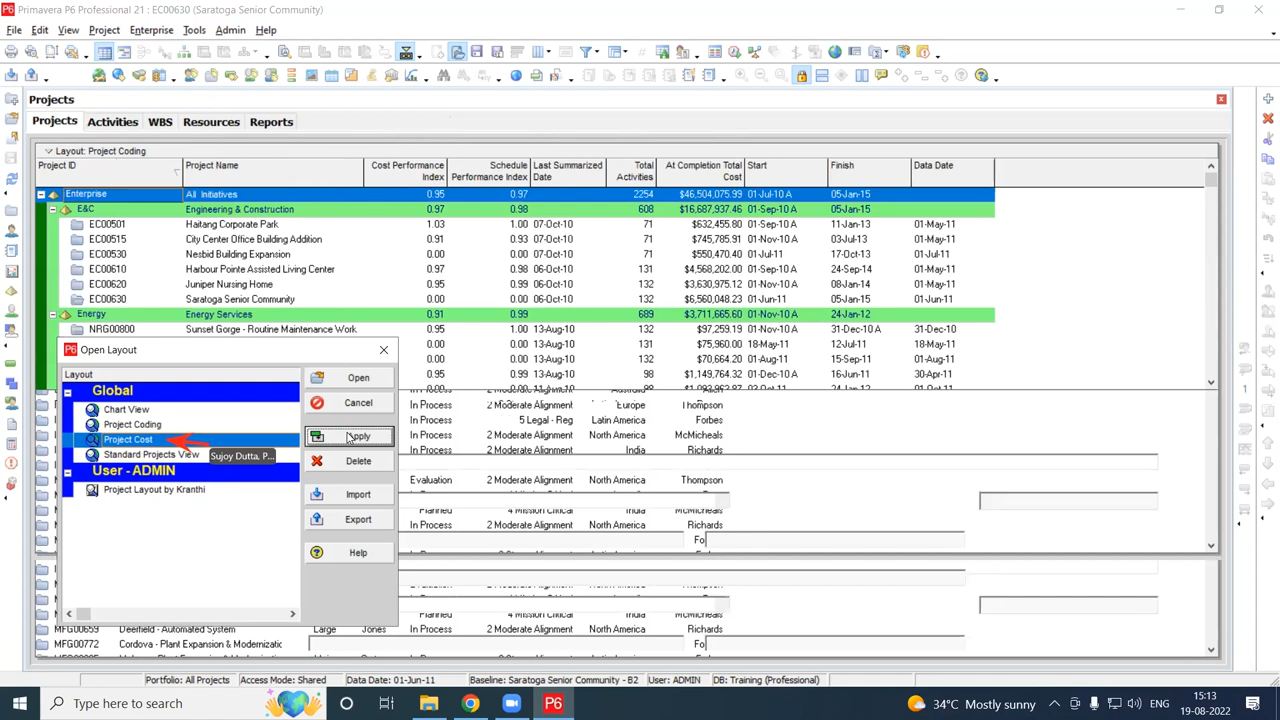 P6 Primavera P6 Professional 21 : EC00630 (Saratoga Senior Community)
File Edit View Project Enterprise Tools Admin Help
Projects
Projects Activities WBS Resources Reports
Layout: Project Coding
Project ID Project Name Cost Performance Index Schedule Performance Index Last Summarized Date Total Activities At Completion Total Cost Start Finish Data Date
Enterprise All Initiatives 0.95 0.97 2254 $46,504,075.99 01-Jul-10 A 05-Jan-15
E&C Engineering & Construction 0.97 0.98 608 $16,687,937.46 01-Sep-10 A 05-Jan-15
EC00501 Haitang Corporate Park 1.03 1.00 07-Oct-10 71 $632,455.80 01-Oct-10 A 11-Jan-13 01-May-11
EC00515 City Center Office Building Addition 0.91 0.93 07-Oct-10 71 $745,785.91 01-Nov-10 A 03-Jul-13 01-May-11
EC00530 Nesbid Building Expansion 0.00 0.00 07-Oct-10 71 $550,470.40 01-Jul-11 17-Oct-13 01-Jul-11
EC00610 Harbour Pointe Assisted Living Center 0.97 0.98 06-Oct-10 131 $4,568,202.00 01-Sep-10 A 24-Sep-14 01-May-11
EC00620 Juniper Nursing Home 0.95 0.99 06-Oct-10 132 $3,630,975.12 01-Nov-10 A 08-Jan-14 01-May-11
EC00630 Saratoga Senior Community 0.00 0.00 06-Oct-10 132 $6,560,048.23 01-Jun-11 05-Jan-15 01-Jun-11
Energy Energy Services 0.91 0.99 689 $3,711,665.60 01-Jul-10 A 24-Jan-12
NRG00800 Sunset Gorge - Routine Maintenance Work 0.95 1.00 13-Aug-10 132 $97,259.19 01-Jul-10 A 31-Dec-10 A 31-Dec-10
0.00 0.00 13-Aug-10 132 $75,960.00 18-May-11 14-Jul-11 18-May-11
0.00 0.00 13-Aug-10 132 $70,664.20 01-Aug-11 15-Sep-11 01-Aug-11
0.95 0.99 13-Aug-10 98 $1,149,764.32 01-Dec-10 A 16-Jun-11 30-Apr-11
P6 Open Layout
Layout
Global
Chart View
Project Coding
Project Cost
Standard Projects View
Sujoy Dutta, P...
User - ADMIN
Project Layout by Kranthi
Open
Cancel
Apply
Delete
Import
Export
Help
In Process 2 Moderate Alignment Europe Thompson
In Process 5 Legal - Reg Latin America Forbes
In Process 2 Moderate Alignment North America McMicheals
Evaluation 2 Moderate Alignment North America Thompson
Planned India McMicheals
In Process 2 Moderate Alignment North America Richards
Fo
Planned India McMicheals
MFG00659 Deerfield - Automated System Large Jones In Process 2 Moderate Alignment North America Richards
MFG00772 Cordova - Plant Expansion & Modernizatic Fo
Portfolio: All Projects Access Mode: Shared Data Date: 01-Jun-11 Baseline: Saratoga Senior Community - B2 User: ADMIN DB: Training (Professional)
Type here to search
P6
34°C Mostly sunny
ENG
15:13
19-08-2022